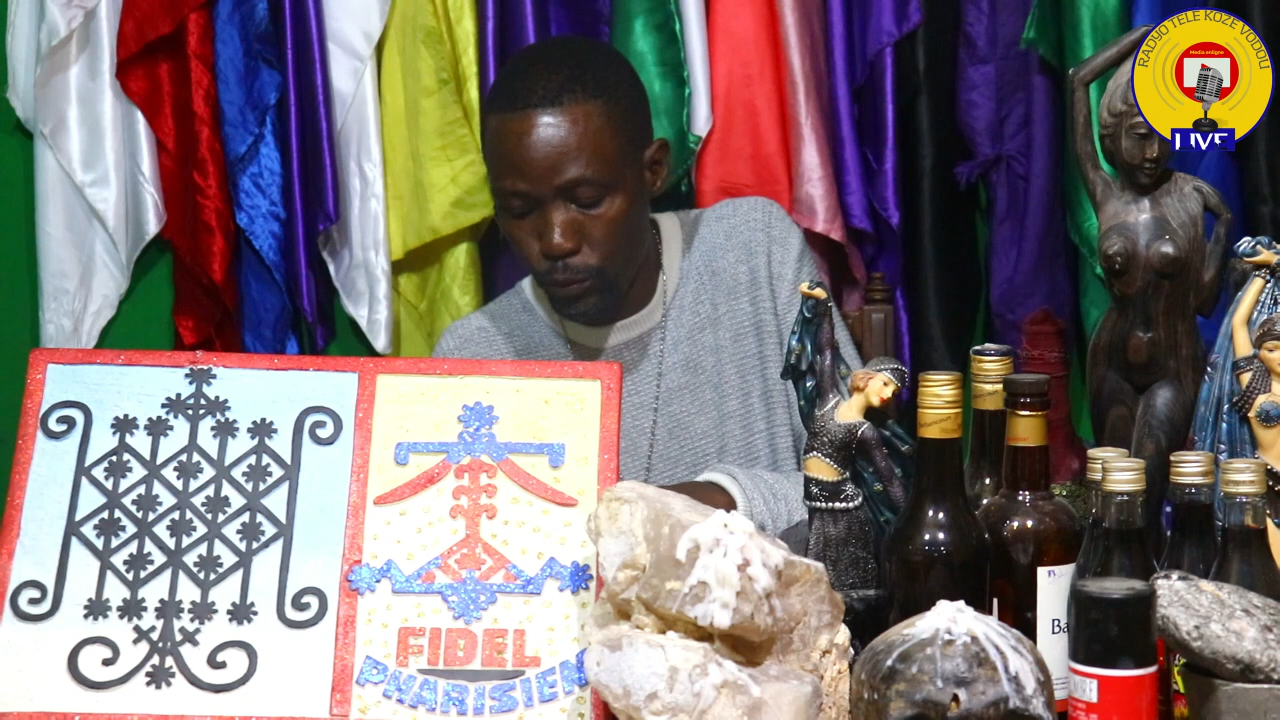 RADYO TELE KOZE VODOU
Media enligne
LIVE
FIDEL
PHARISIEN
Ba